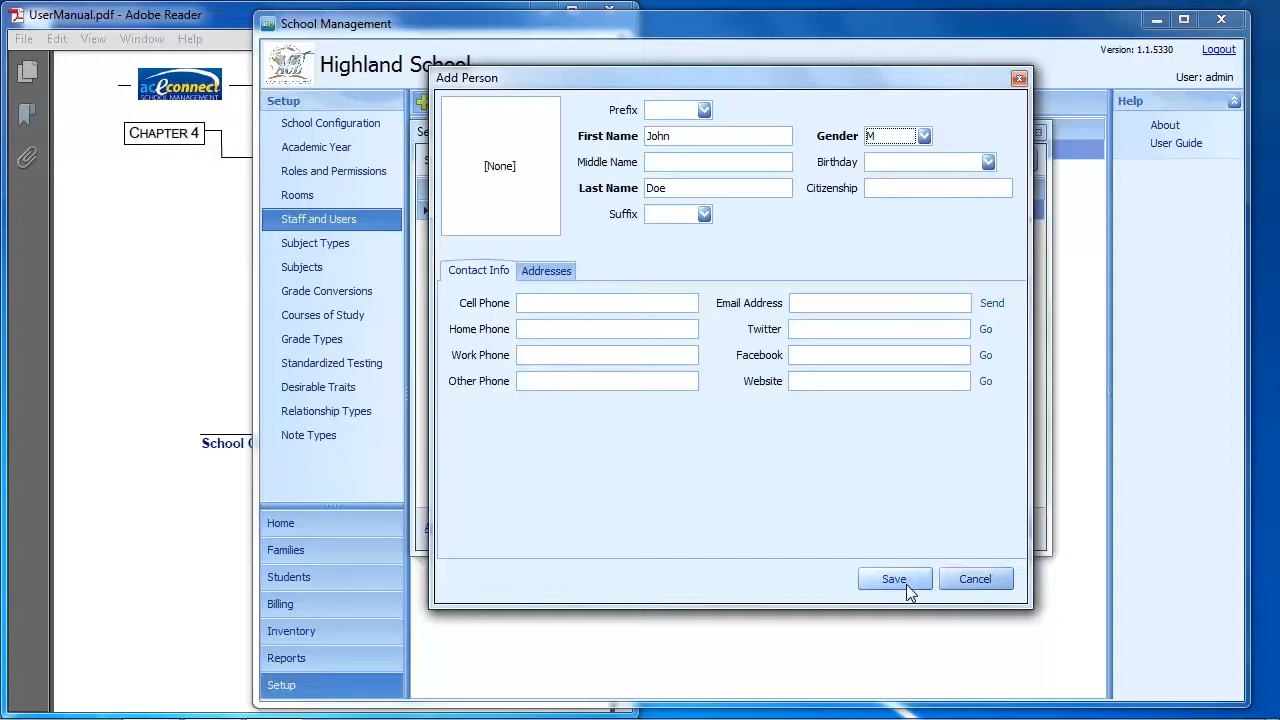 UserManual.pdf - Adobe Reader
File Edit View Window Help
aceconnect
SCHOOL MANAGEMENT
CHAPTER 4
School
School Management
Highland School
Version: 1.1.5330
Logout
User: admin
Setup
School Configuration
Academic Year
Roles and Permissions
Rooms
Staff and Users
Subject Types
Subjects
Grade Conversions
Courses of Study
Grade Types
Standardized Testing
Desirable Traits
Relationship Types
Note Types
Home
Families
Students
Billing
Inventory
Reports
Setup
Add Person
[None]
Prefix
First Name John
Middle Name
Last Name Doe
Suffix
Gender M
Birthday
Citizenship
Contact Info Addresses
Cell Phone
Home Phone
Work Phone
Other Phone
Email Address Send
Twitter Go
Facebook Go
Website Go
Save Cancel
Help
About
User Guide